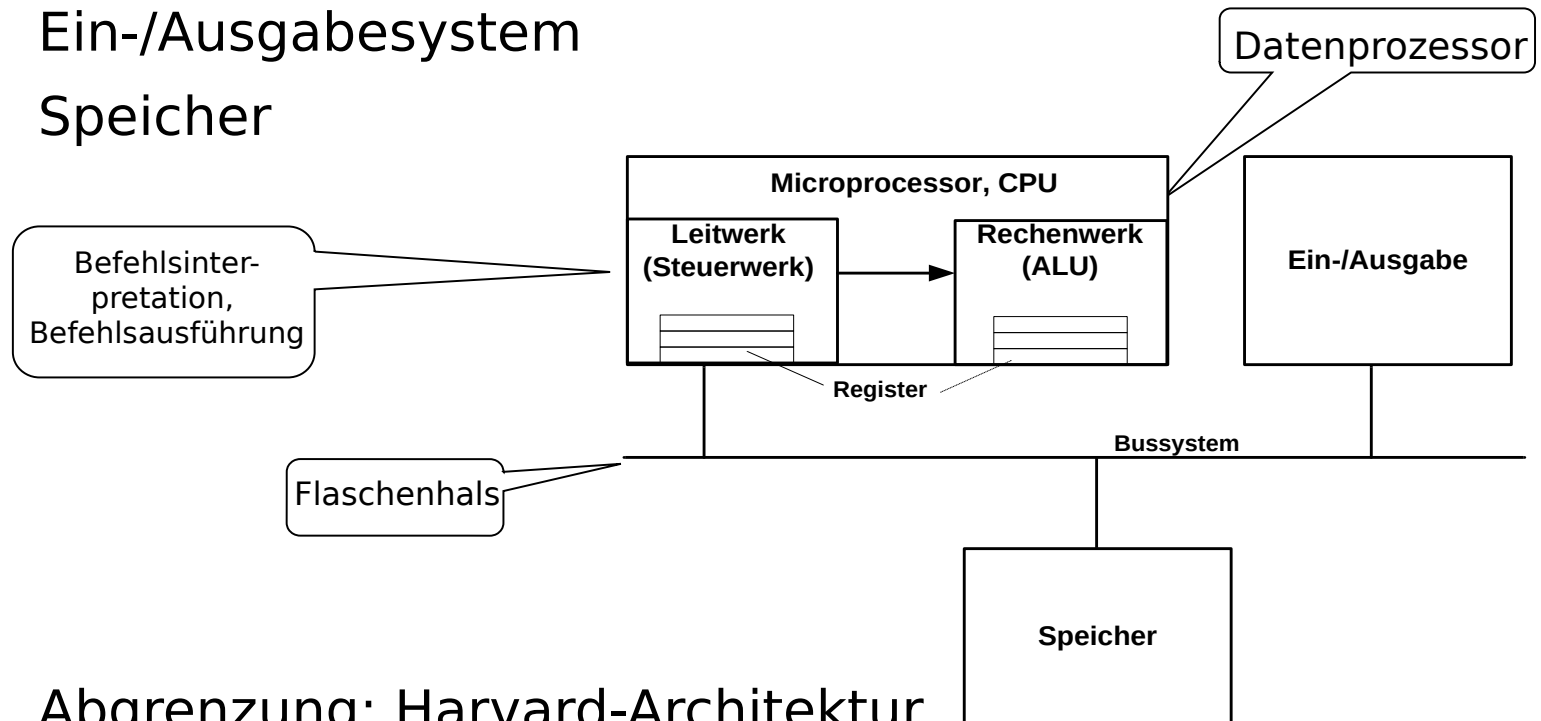 Ein-/Ausgabesystem
Speicher
Datenprozessor
Microprocessor, CPU
Leitwerk
(Steuerwerk)
Rechenwerk
(ALU)
Ein-/Ausgabe
Befehlsinter-
pretation,
Befehlsausführung
Register
Bussystem
Flaschenhals
Speicher
Abgrenzung: Harvard-Architektur